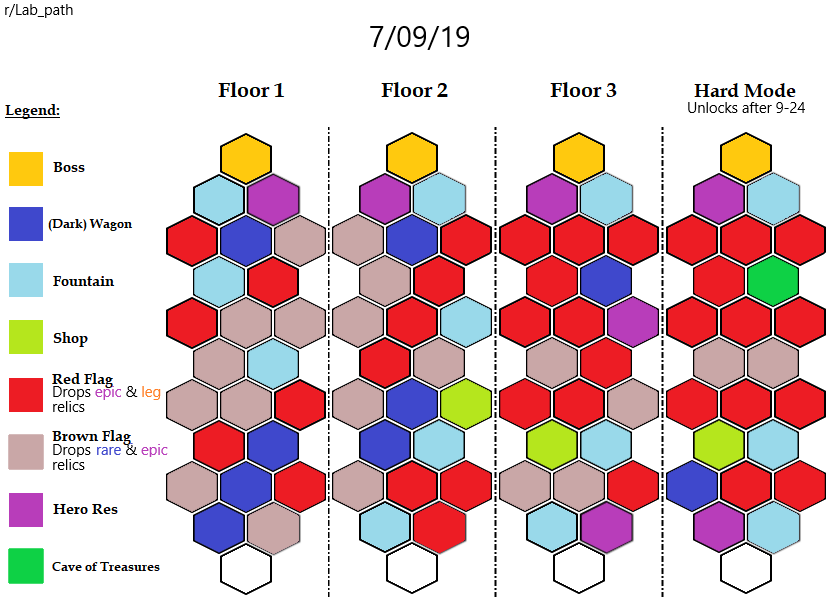 r/Lab_path
7/09/19
Floor 1
Floor 2
Floor 3
Hard Mode
Unlocks after 9-24
Legend:
Boss
(Dark) Wagon
Fountain
Shop
Red Flag
Drops epic & leg
relics
Brown Flag
Drops rare & epic
relics
Hero Res
Cave of Treasures